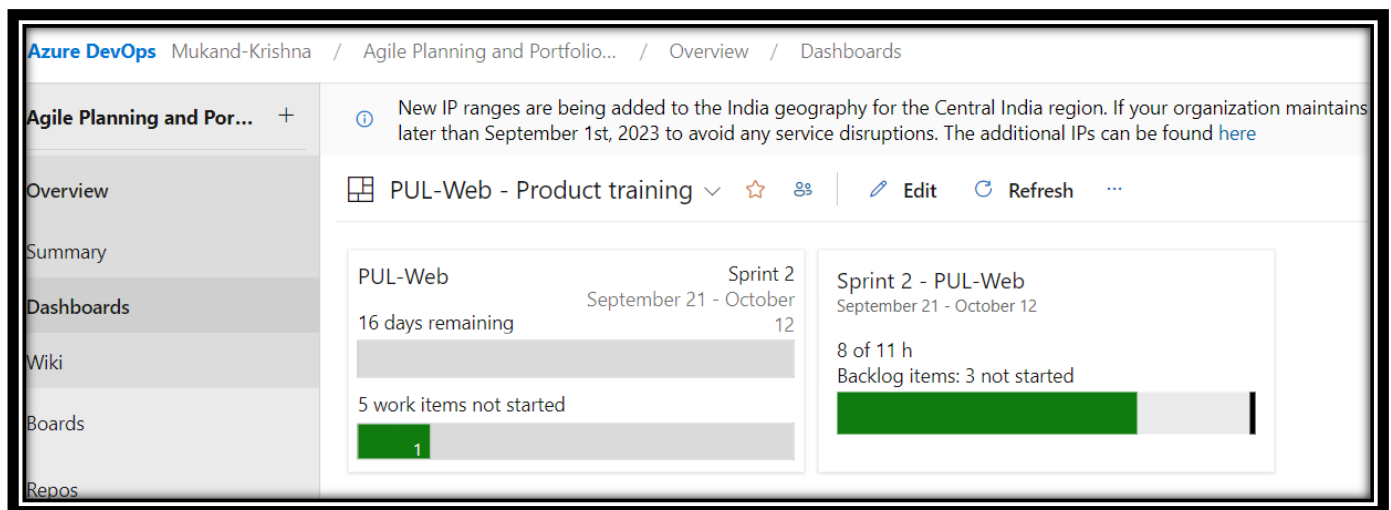 Azure DevOps Mukand-Krishna / Agile Planning and Portfolio... / Overview / Dashboards
Agile Planning and Por... +
Overview
Summary
Dashboards
Wiki
Boards
Repos
New IP ranges are being added to the India geography for the Central India region. If your organization maintains
later than September 1st, 2023 to avoid any service disruptions. The additional IPs can be found here
PUL-Web - Product training Edit Refresh ...
PUL-Web Sprint 2
September 21 - October
16 days remaining 12
5 work items not started
1
Sprint 2 - PUL-Web
September 21 - October 12
8 of 11 h
Backlog items: 3 not started